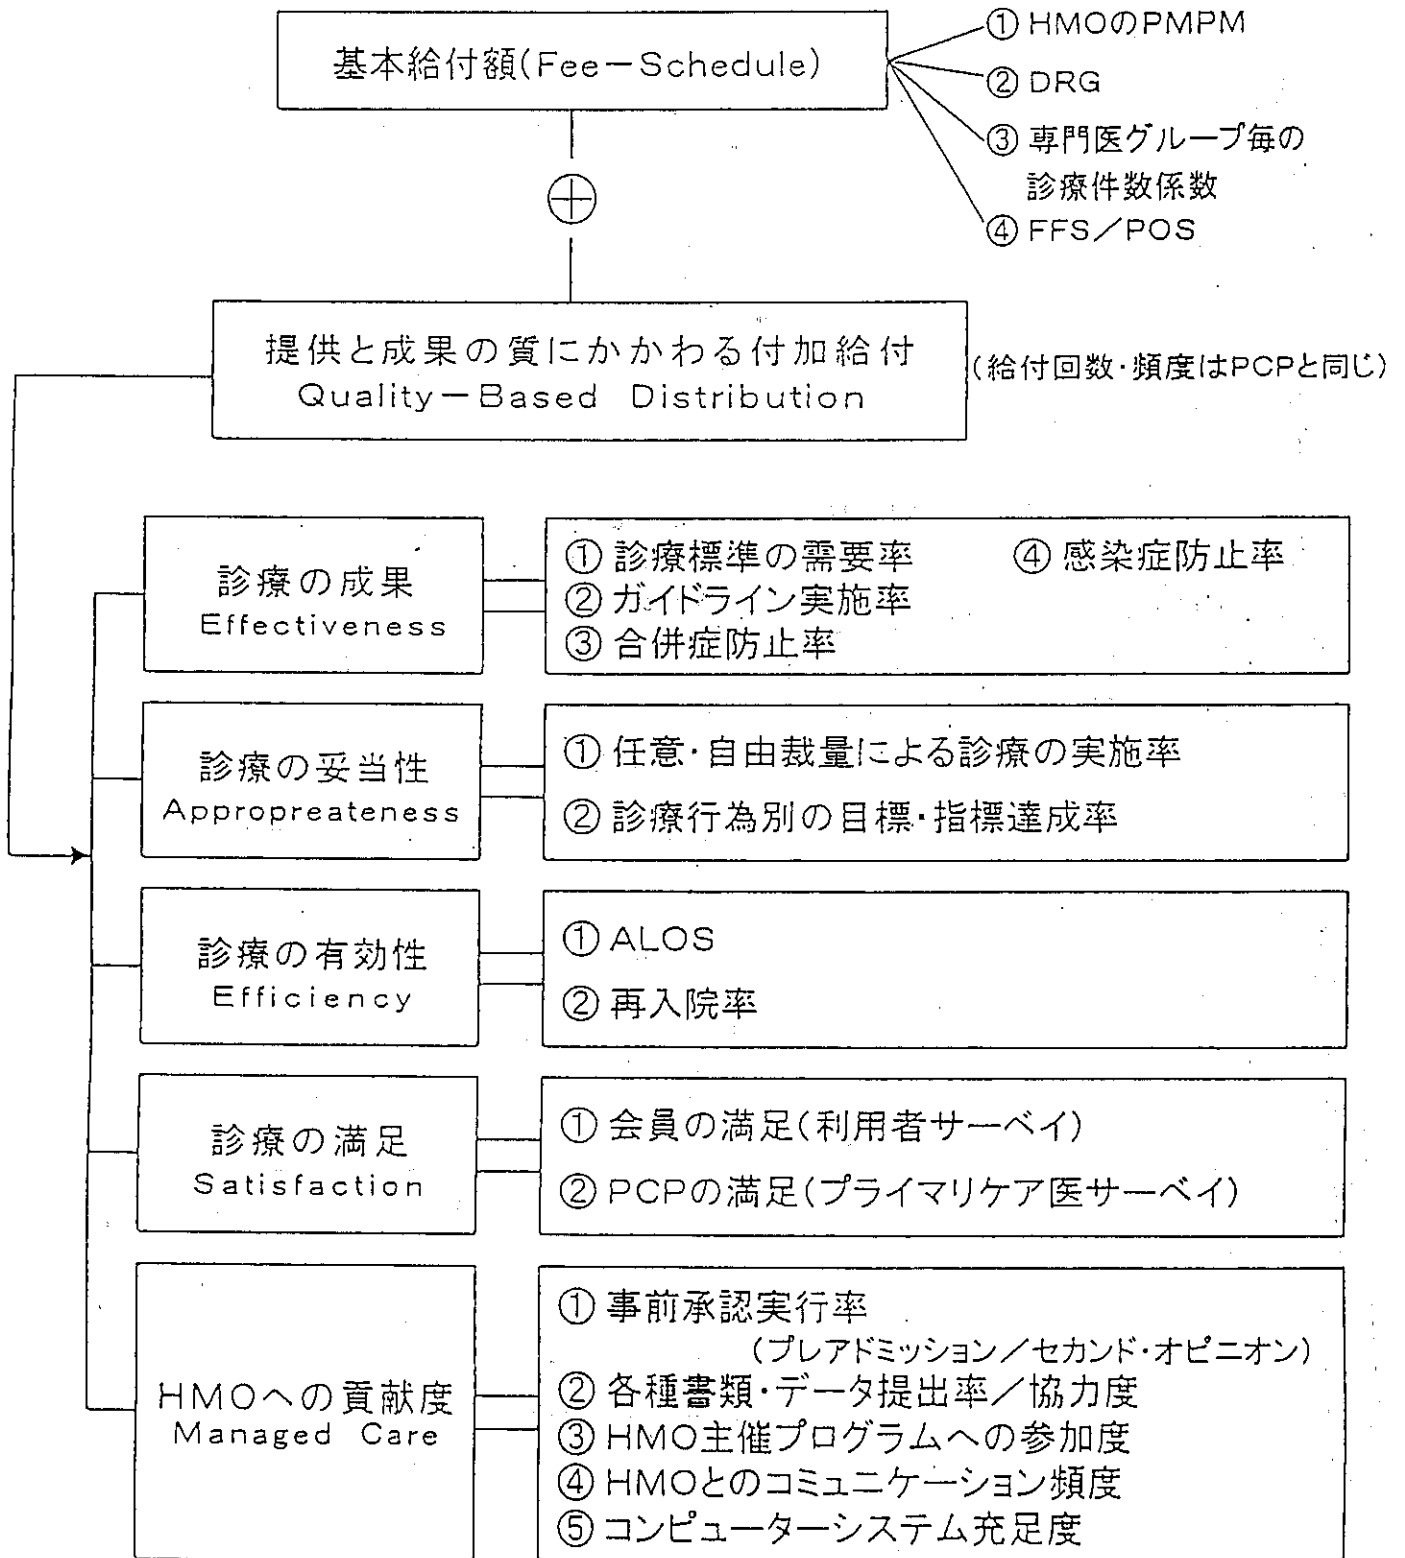 基本給付額(Fee-Schedule)
① HMOのPMPM
② DRG
③ 専門医グループ毎の
診療件数係数
④ FFS/POS
提供と成果の質にかかわる付加給付
Quality-Based Distribution
(給付回数・頻度はPCPと同じ)
診療の成果
Effectiveness
① 診療標準の需要率 ④ 感染症防止率
② ガイドライン実施率
③ 合併症防止率
診療の妥当性
Appropreateness
① 任意・自由裁量による診療の実施率
② 診療行為別の目標・指標達成率
診療の有効性
Efficiency
① ALOS
② 再入院率
診療の満足
Satisfaction
① 会員の満足(利用者サーベイ)
② PCPの満足(プライマリケア医サーベイ)
HMOへの貢献度
Managed Care
① 事前承認実行率
(プレアドミッション/セカンド・オピニオン)
② 各種書類・データ提出率/協力度
③ HMO主催プログラムへの参加度
④ HMOとのコミュニケーション頻度
⑤ コンピューターシステム充足度